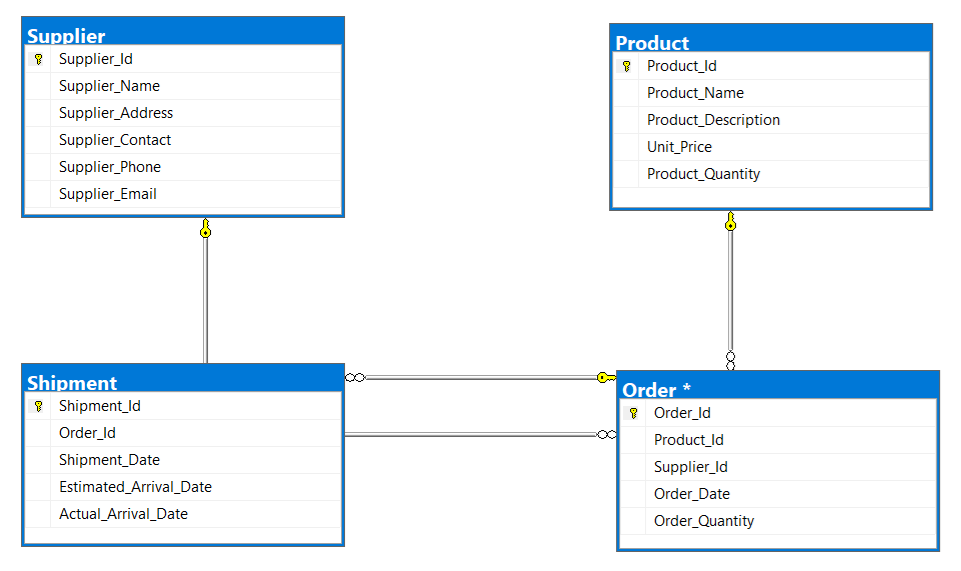 Supplier
Supplier_Id
Supplier_Name
Supplier_Address
Supplier_Contact
Supplier_Phone
Supplier_Email
Product
Product_Id
Product_Name
Product_Description
Unit_Price
Product_Quantity
Shipment
Shipment_Id
Order_Id
Shipment_Date
Estimated_Arrival_Date
Actual_Arrival_Date
Order *
Order_Id
Product_Id
Supplier_Id
Order_Date
Order_Quantity